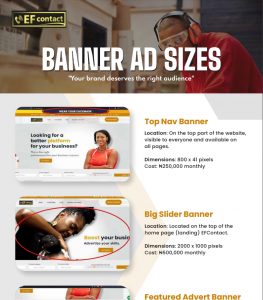 EFcontact
BANNER AD SIZES
"Your brand deserves the right audience"
Top Nav Banner
Location: On the top part of the website,
visible to everyone and available on
all pages.
Dimensions: 800 x 41 pixels
Cost: ₦250,000 monthly
Looking for a
better platform
for your business?
Big Slider Banner
Location: Located on the top of the
home page (landing) EFContact.
Dimensions: 2000 x 1000 pixels
Cost: ₦600,000 monthly
Boost your busi
Advertise your skills.
Featured Advert Banner